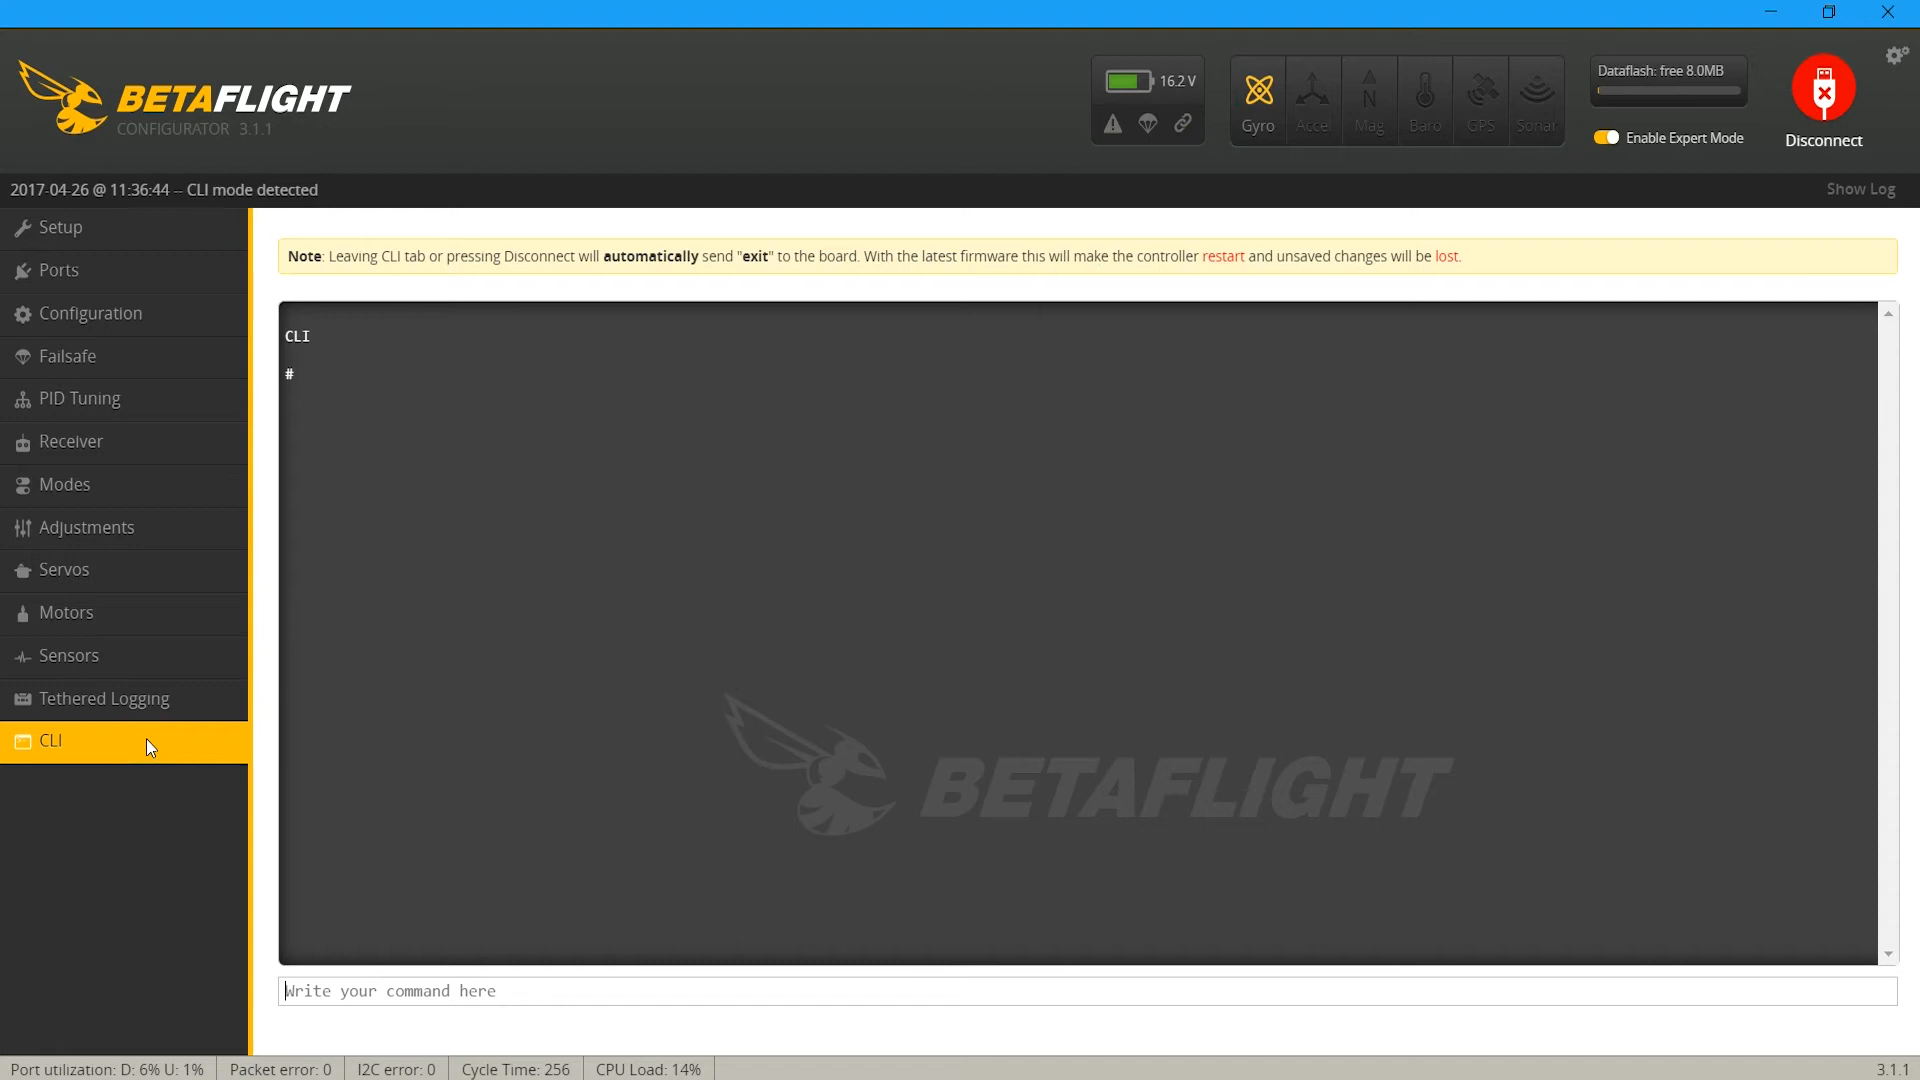 BETAFLIGHT
CONFIGURATOR 3.1.1
16.2 V
Gyro
Accel
Mag
Baro
GPS
Sonar
Dataflash: free 8.0MB
Enable Expert Mode
Disconnect
2017-04-26 @ 11:36:44 -- CLI mode detected
Show Log
Setup
Ports
Configuration
Failsafe
PID Tuning
Receiver
Modes
Adjustments
Servos
Motors
Sensors
Tethered Logging
CLI
Note: Leaving CLI tab or pressing Disconnect will automatically send "exit" to the board. With the latest firmware this will make the controller restart and unsaved changes will be lost.
CLI
#
BETAFLIGHT
Write your command here
Port utilization: D: 6% U: 1%
Packet error: 0
I2C error: 0
Cycle Time: 256
CPU Load: 14%
3.1.1